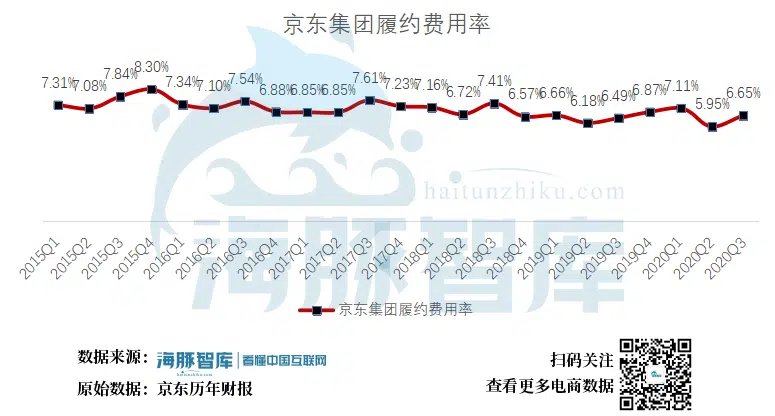 京东集团履约费用率
7.31% 7.08% 7.84% 8.30% 7.34% 7.10% 7.54% 6.88% 6.85% 6.85% 7.61% 7.23% 7.16% 6.72% 7.41% 6.57% 6.66% 6.18% 6.49% 6.87% 7.11% 5.95% 6.65%
haitunzhiku.com
海豚智库
2015Q1 2015Q2 2015Q3 2015Q4 2016Q1 2016Q2 2016Q3 2016Q4 2017Q1 2017Q2 2017Q3 2017Q4 2018Q1 2018Q2 2018Q3 2018Q4 2019Q1 2019Q2 2019Q3 2019Q4 2020Q1 2020Q2 2020Q3
京东集团履约费用率
数据来源：海豚智库 看懂中国互联网
haitunzhiku.com
原始数据：京东历年财报
扫码关注
查看更多电商数据